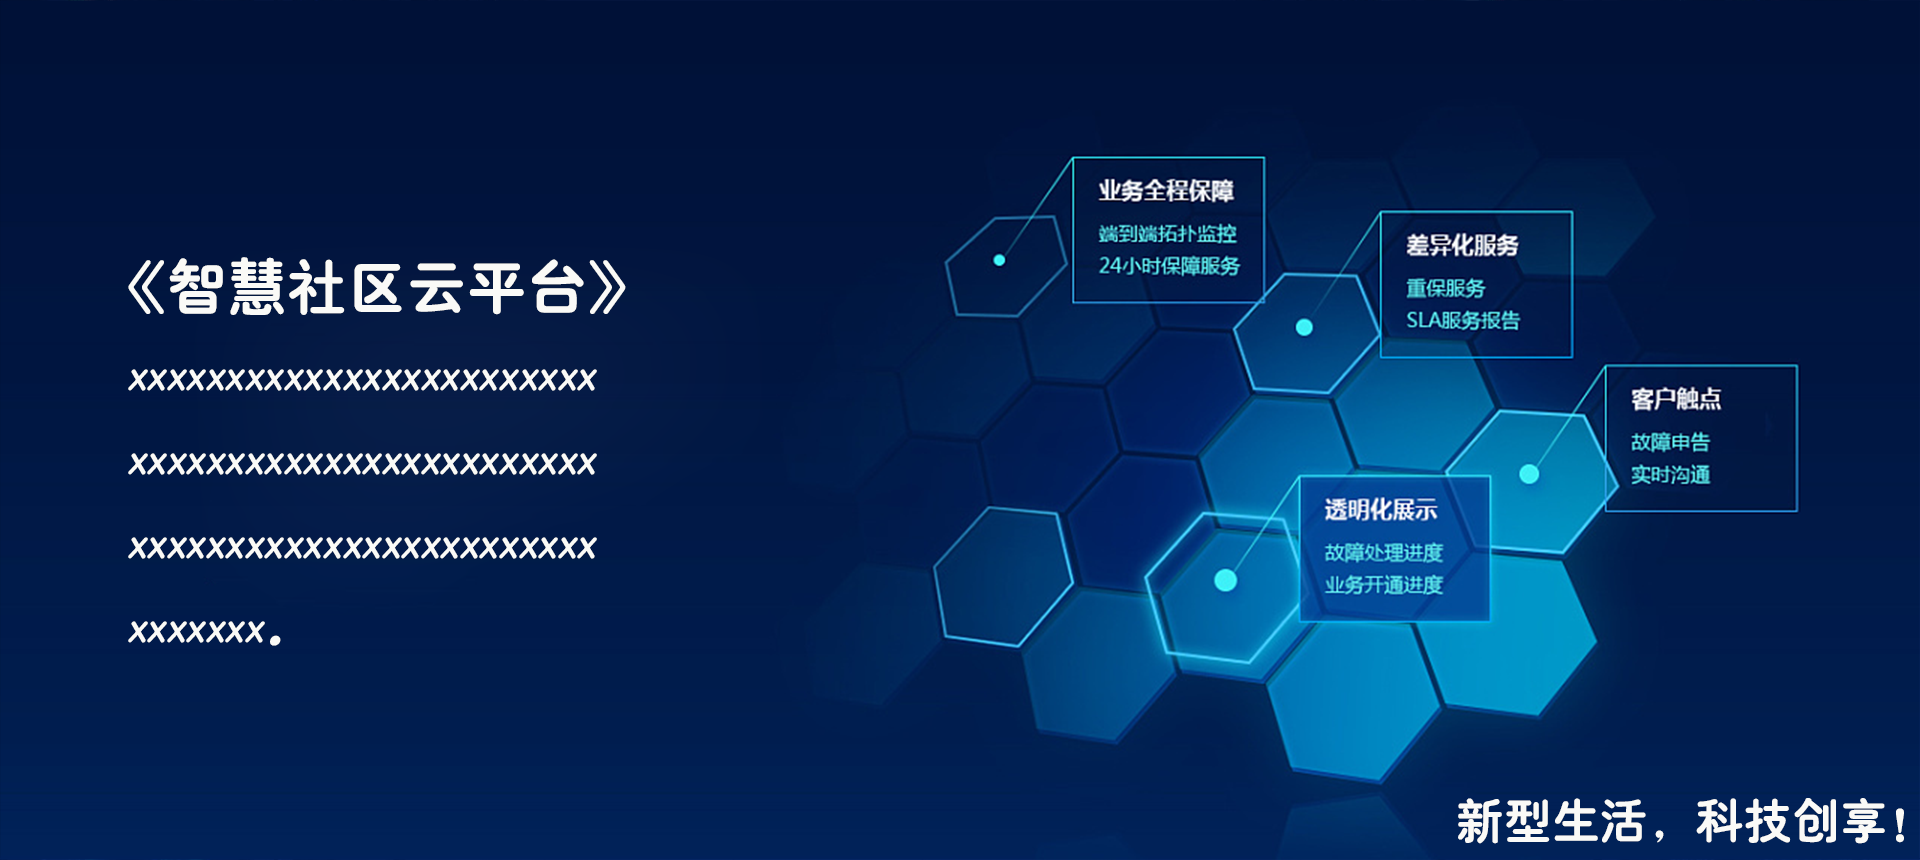 《智慧社区云平台》
xxxxxxxxxxxxxxxxxxxxxxxx
xxxxxxxxxxxxxxxxxxxxxxxx
xxxxxxxxxxxxxxxxxxxxxxxx
xxxxxxx。
业务全程保障
端到端拓扑监控
24小时保障服务
差异化服务
重保服务
SLA服务报告
客户触点
故障申告
实时沟通
透明化展示
故障处理进度
业务开通进度
新型生活，科技创享!